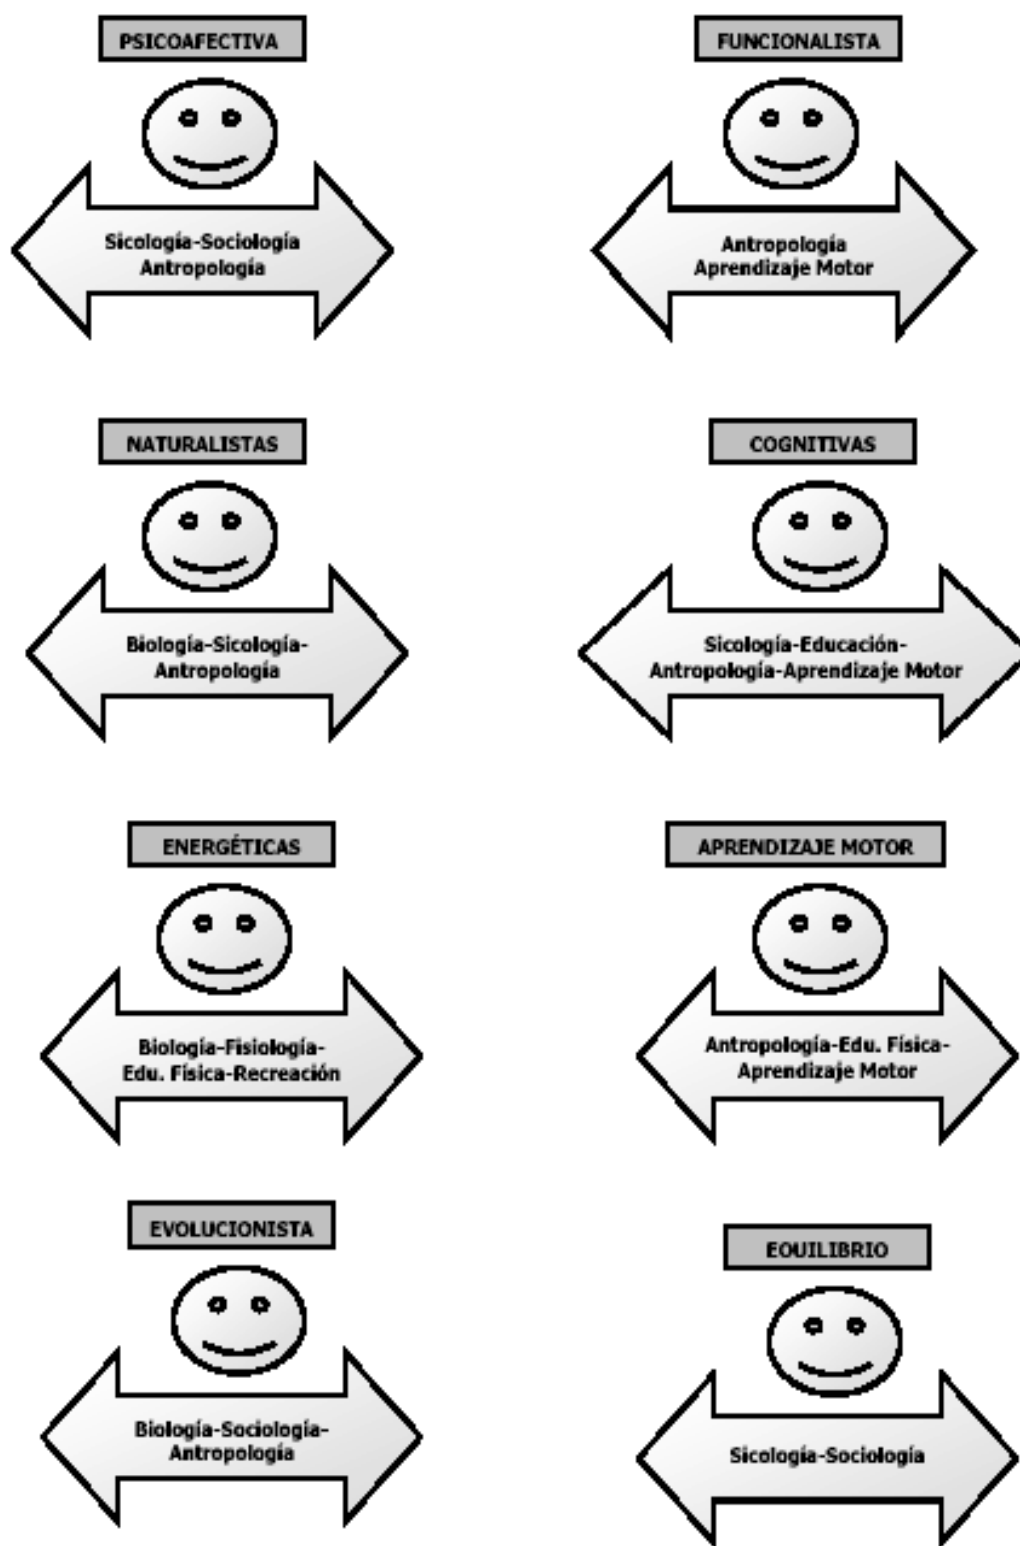 PSICOAFECTIVA
FUNCIONALISTA
Sicología-Sociología
Antropología
Antropología
Aprendizaje Motor
NATURALISTAS
COGNITIVAS
Biología-Sicología-
Antropología
Sicología-Educación-
Antropología-Aprendizaje Motor
ENERGÉTICAS
APRENDIZAJE MOTOR
Biología-Fisiología-
Edu. Física-Recreación
Antropología-Edu. Física-
Aprendizaje Motor
EVOLUCIONISTA
EQUILIBRIO
Biología-Sociología-
Antropología
Sicología-Sociología